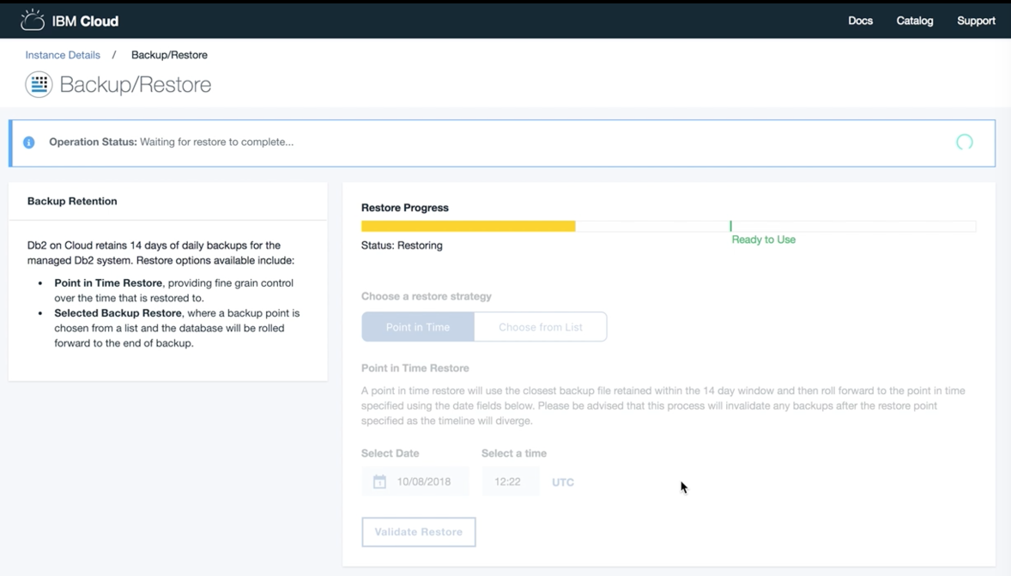 IBM Cloud
Docs Catalog Support
Instance Details / Backup/Restore
Backup/Restore
Operation Status: Waiting for restore to complete...
Backup Retention
Db2 on Cloud retains 14 days of daily backups for the
managed Db2 system. Restore options available include:
• Point in Time Restore, providing fine grain control
over the time that is restored to.
• Selected Backup Restore, where a backup point is
chosen from a list and the database will be rolled
forward to the end of backup.
Restore Progress
Ready to Use
Status: Restoring
Choose a restore strategy
Point in Time Choose from List
Point in Time Restore
A point in time restore will use the closest backup file retained within the 14 day window and then roll forward to the point in time
specified using the date fields below. Please be advised that this process will invalidate any backups after the restore point
specified as the timeline will diverge.
Select Date Select a time
10/08/2018 12:22 UTC
Validate Restore